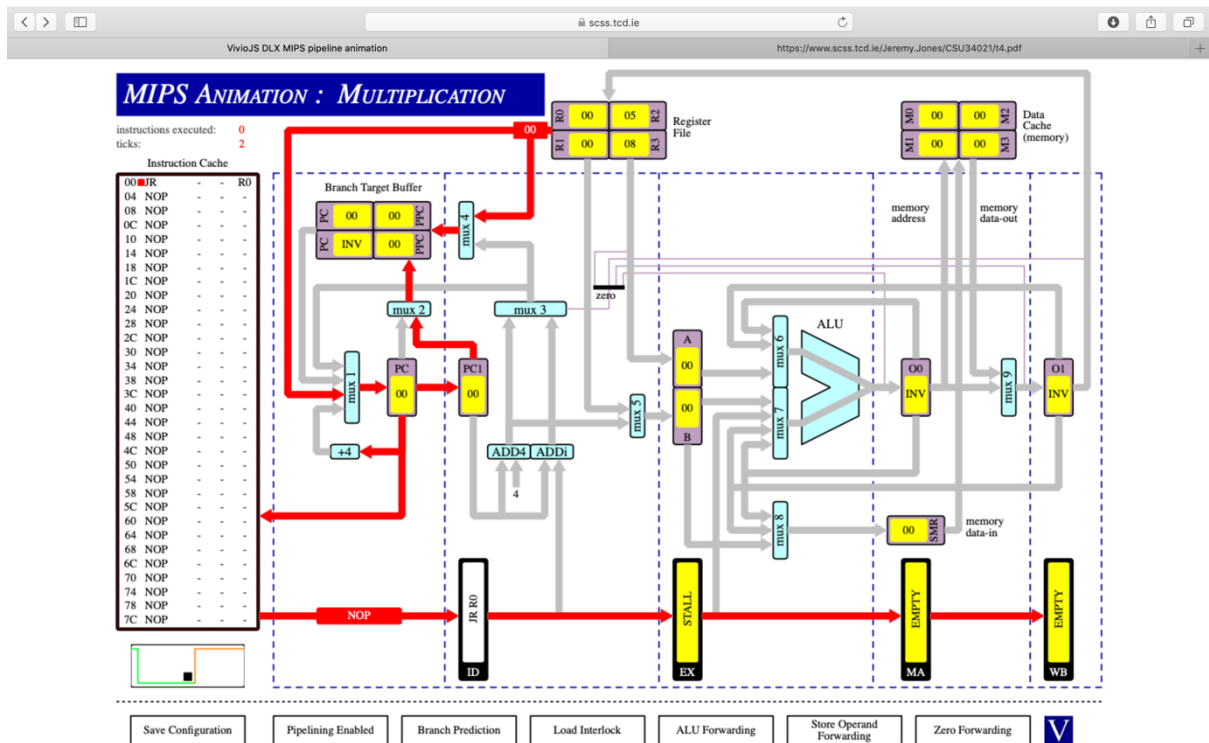 scss.tcd.ie
VivioJS DLX MIPS pipeline animation
https://www.scss.tcd.ie/Jeremy.Jones/CSU34021/t4.pdf
MIPS ANIMATION : MULTIPLICATION
instructions executed: 0
ticks: 2
Instruction Cache
00 JR - - R0
04 NOP - - -
08 NOP - - -
0C NOP - - -
10 NOP - - -
14 NOP - - -
18 NOP - - -
1C NOP - - -
20 NOP - - -
24 NOP - - -
28 NOP - - -
2C NOP - - -
30 NOP - - -
34 NOP - - -
38 NOP - - -
3C NOP - - -
40 NOP - - -
44 NOP - - -
48 NOP - - -
4C NOP - - -
50 NOP - - -
54 NOP - - -
58 NOP - - -
5C NOP - - -
60 NOP - - -
64 NOP - - -
68 NOP - - -
6C NOP - - -
70 NOP - - -
74 NOP - - -
78 NOP - - -
7C NOP - - -
00
R0 00 05 R2
R1 00 08 R3
Register
File
M0 00 00 M2
M1 00 00 M3
Data
Cache
(memory)
Branch Target Buffer
PC 00 00 PPC
PC INV 00 PPC
mux 4
memory
address
memory
data-out
zero
mux 2
mux 3
mux 1
PC
00
PC1
00
+4
ADD4
ADDi
4
mux 5
A
00
00
B
mux 6
mux 7
ALU
O0
INV
mux 9
O1
INV
mux 8
00 SMR
memory
data-in
NOP
JR R0
ID
STALL
EX
EMPTY
MA
EMPTY
WB
Save Configuration
Pipelining Enabled
Branch Prediction
Load Interlock
ALU Forwarding
Store Operand
Forwarding
Zero Forwarding
V